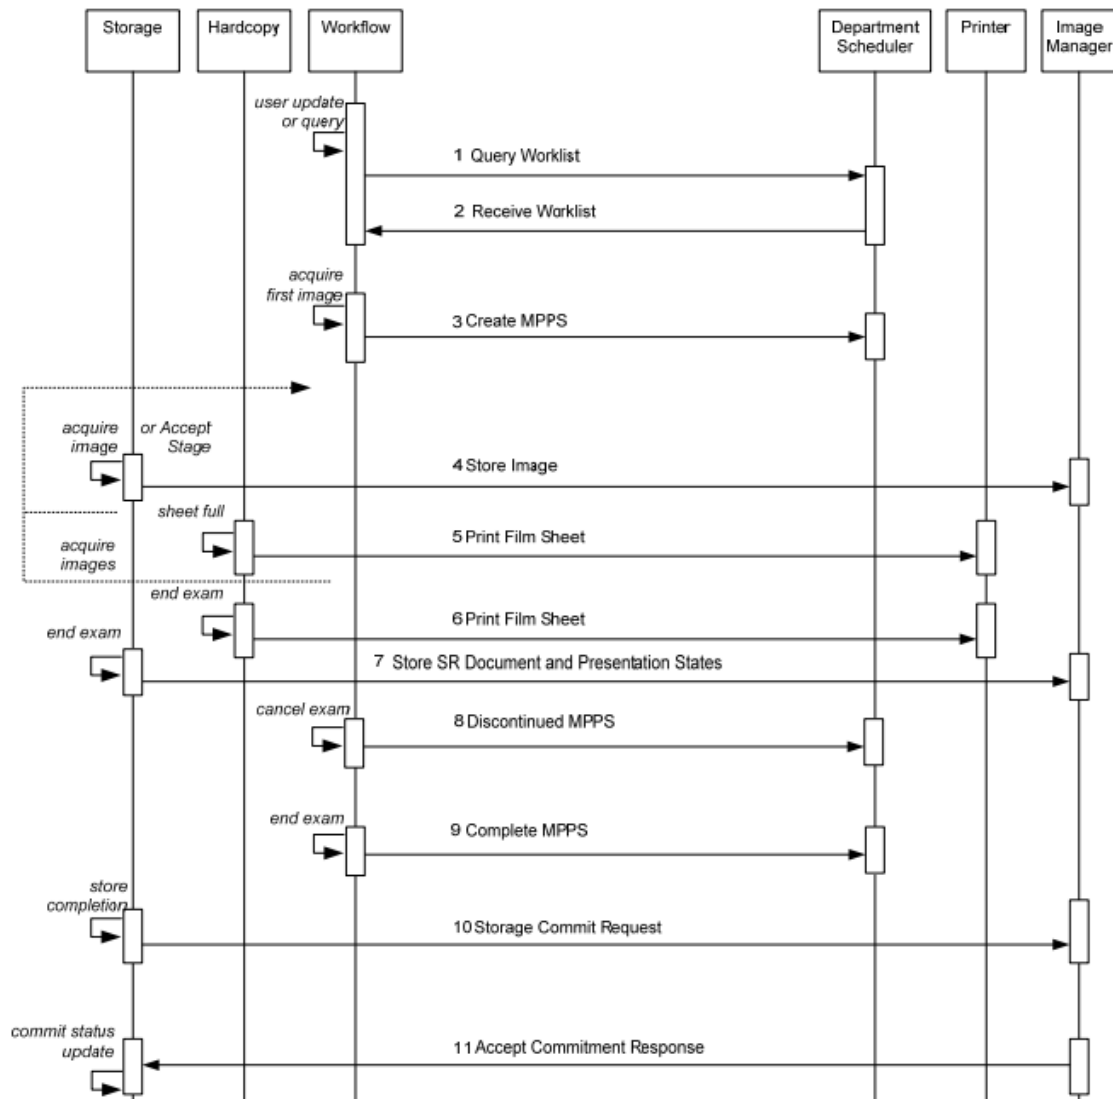 Storage
Hardcopy
Workflow
Department
Scheduler
Printer
Image
Manager
user update
or query
1 Query Worklist
2 Receive Worklist
acquire
first image
3 Create MPPS
acquire
image
or Accept
Stage
4 Store Image
sheet full
5 Print Film Sheet
acquire
images
end exam
6 Print Film Sheet
end exam
7 Store SR Document and Presentation States
cancel exam
8 Discontinued MPPS
end exam
9 Complete MPPS
store
completion
10 Storage Commit Request
commit status
update
11 Accept Commitment Response